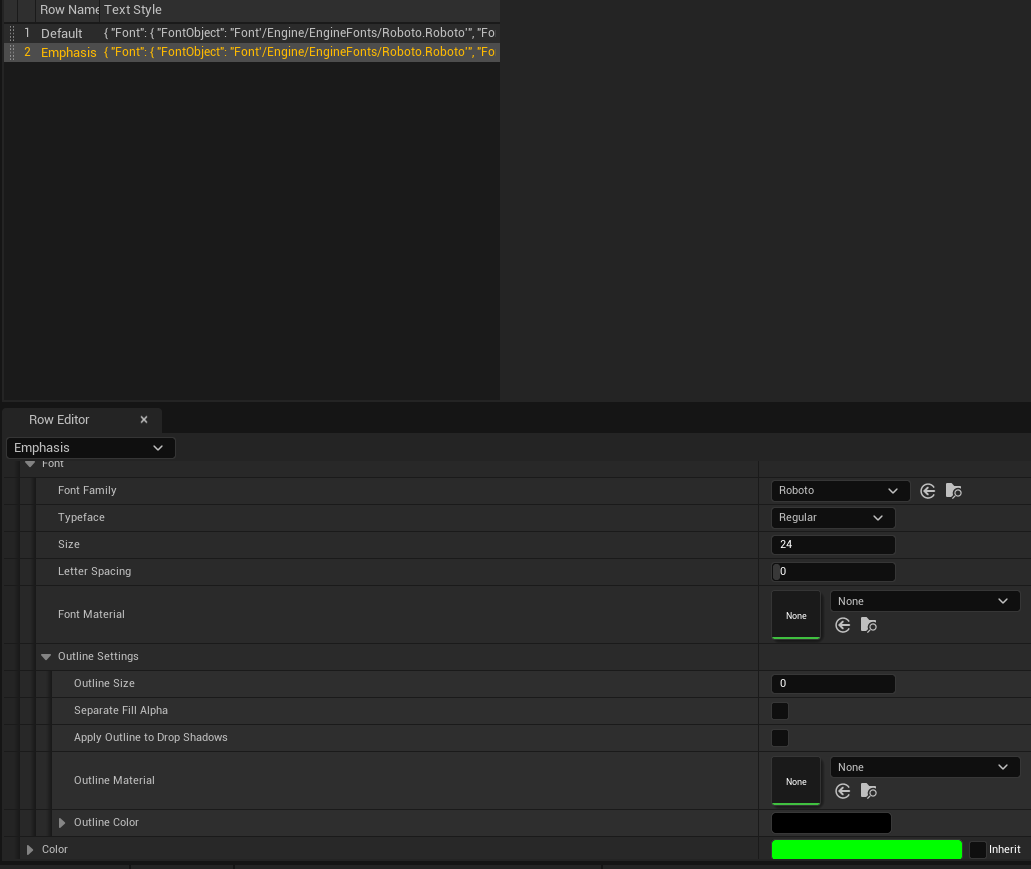 Row Name Text Style
1 Default { "Font": { "FontObject": "Font'/Engine/EngineFonts/Roboto.Roboto'", "Fo
2 Emphasis { "Font": { "FontObject": "Font'/Engine/EngineFonts/Roboto.Roboto'", "Fo
Row Editor ×
Emphasis
Font
Font Family Roboto
Typeface Regular
Size 24
Letter Spacing 0
Font Material None None
Outline Settings
Outline Size 0
Separate Fill Alpha
Apply Outline to Drop Shadows
Outline Material None None
Outline Color
Color Inherit